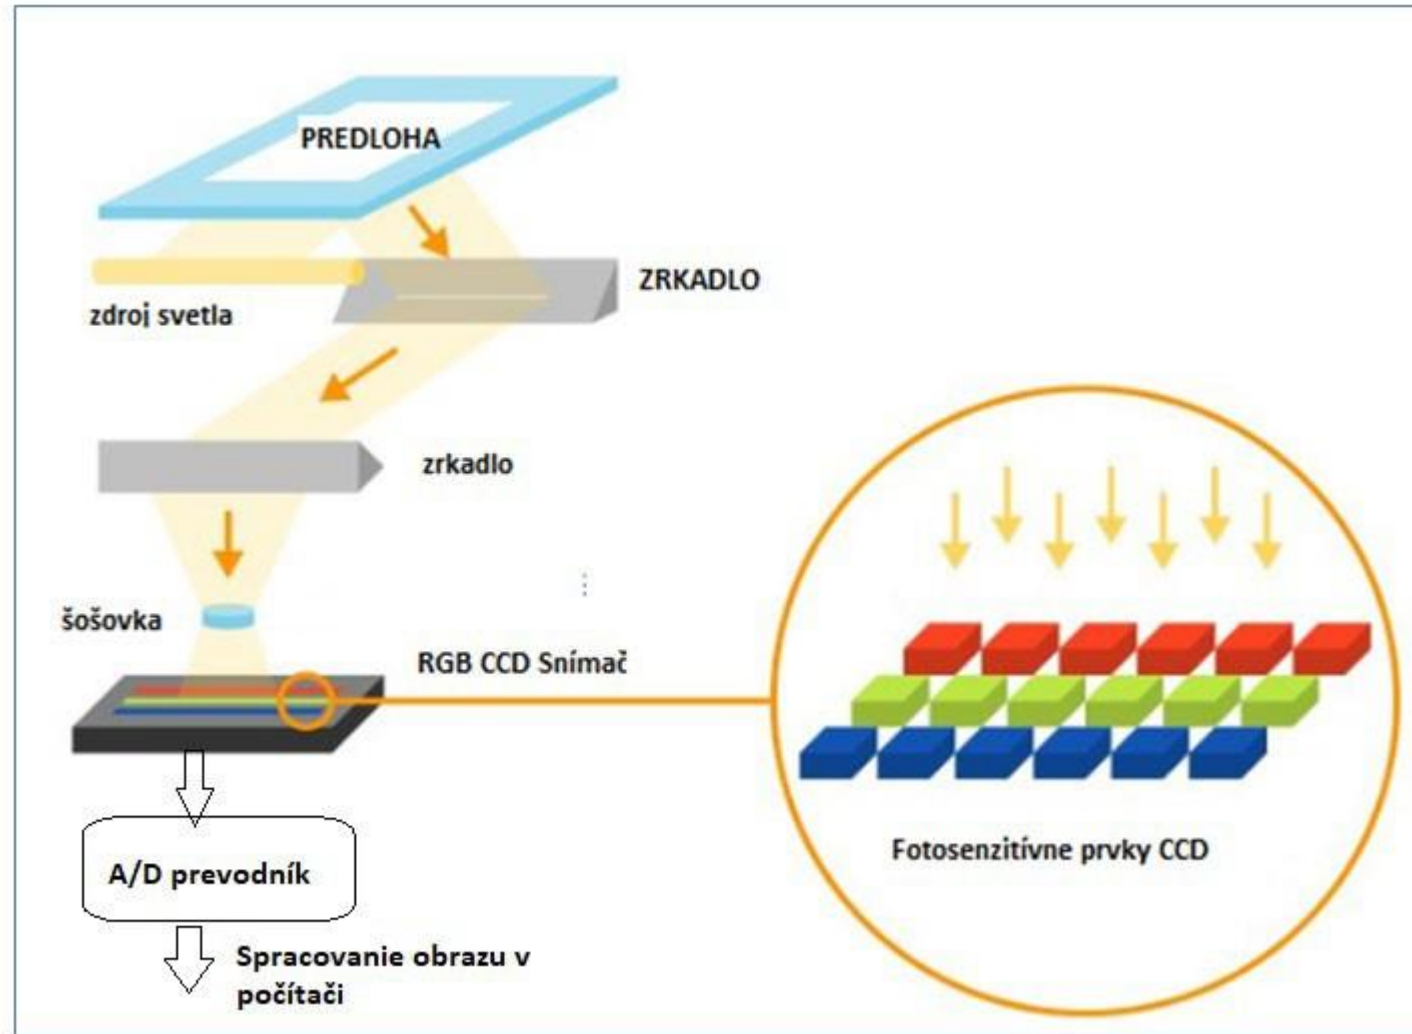 PREDLOHA
ZRKADLO
zdroj svetla
zrkadlo
šošovka
RGB CCD Snímač
Fotosenzitívne prvky CCD
A/D prevodník
Spracovanie obrazu v
počítači